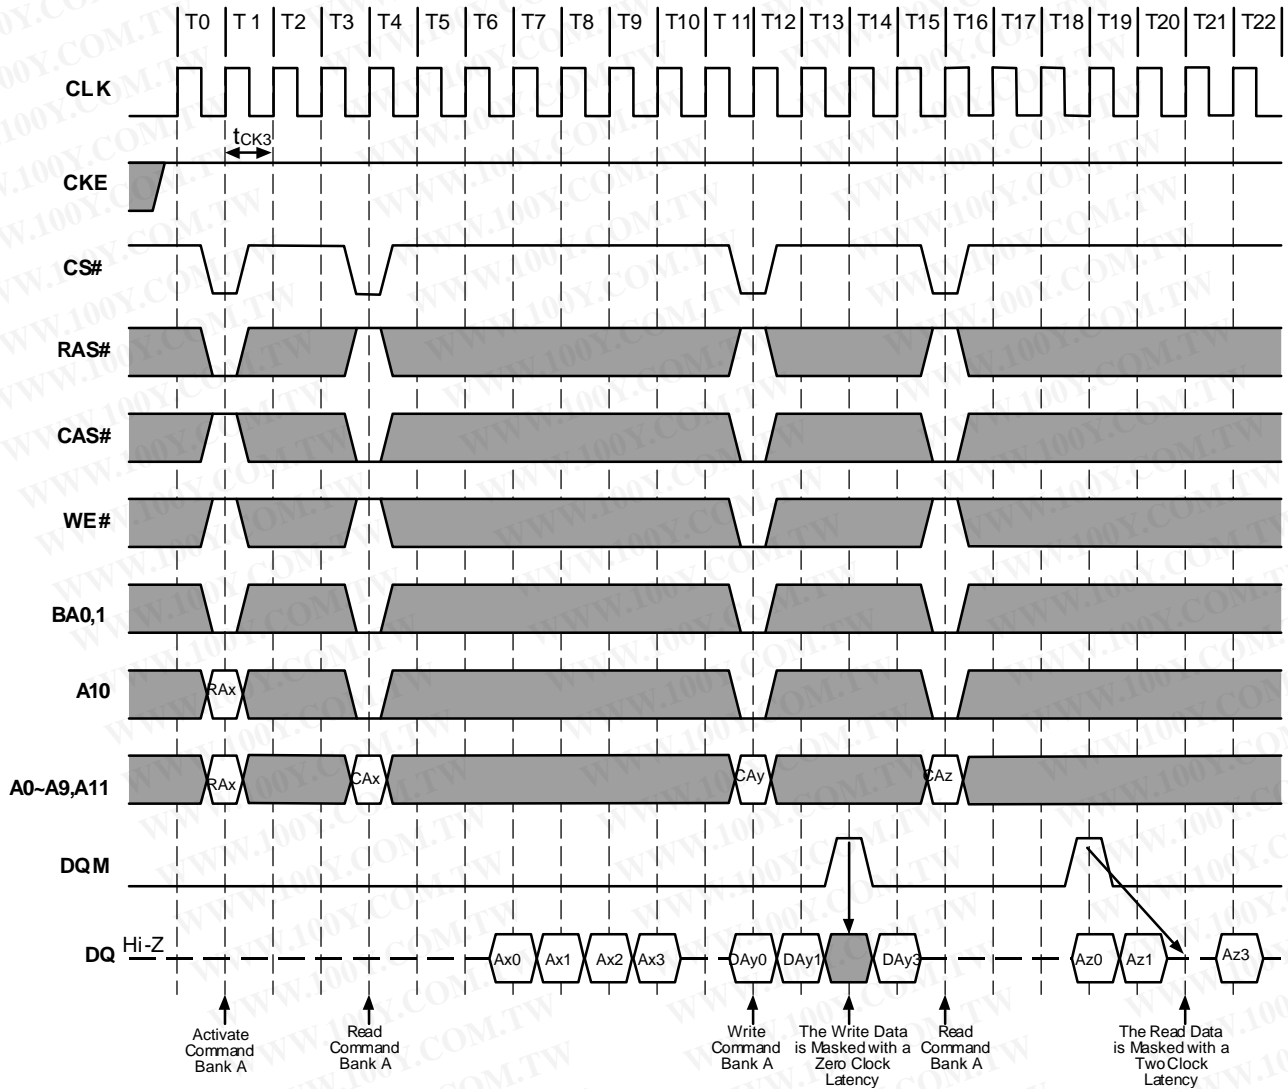 T0 T 1 T2 T3 T4 T5 T6 T7 T8 T9 T10 T 11 T12 T13 T14 T15 T16 T17 T18 T19 T20 T21 T22
CLK
tCK3
CKE
CS#
RAS#
CAS#
WE#
BA0,1
A10
RAx
A0~A9,A11
RAx CAx CAy CAz
DQM
DQ
Hi-Z
Ax0 Ax1 Ax2 Ax3 DAy0 DAy1 DAy3 Az0 Az1 Az3
Activate
Command
Bank A
Read
Command
Bank A
Write
Command
Bank A
The Write Data
is Masked with a
Zero Clock
Latency
Read
Command
Bank A
The Read Data
is Masked with a
Two Clock
Latency
WWW.100Y.COM.TW